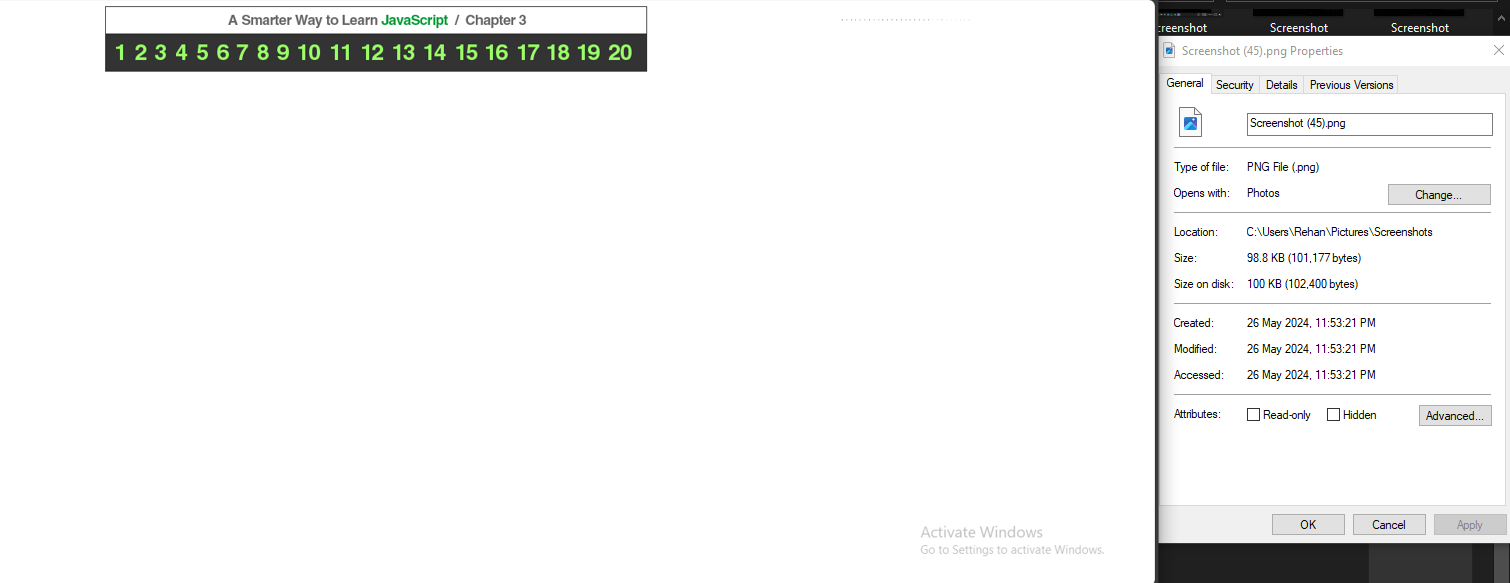 A Smarter Way to Learn JavaScript / Chapter 3
1 2 3 4 5 6 7 8 9 10 11 12 13 14 15 16 17 18 19 20
Activate Windows
Go to Settings to activate Windows.
creenshot Screenshot Screenshot
Screenshot (45).png Properties
General Security Details Previous Versions
Screenshot (45).png
Type of file: PNG File (.png)
Opens with: Photos Change...
Location: C:\Users\Rehan\Pictures\Screenshots
Size: 98.8 KB (101,177 bytes)
Size on disk: 100 KB (102,400 bytes)
Created: 26 May 2024, 11:53:21 PM
Modified: 26 May 2024, 11:53:21 PM
Accessed: 26 May 2024, 11:53:21 PM
Attributes: Read-only Hidden Advanced...
OK Cancel Apply